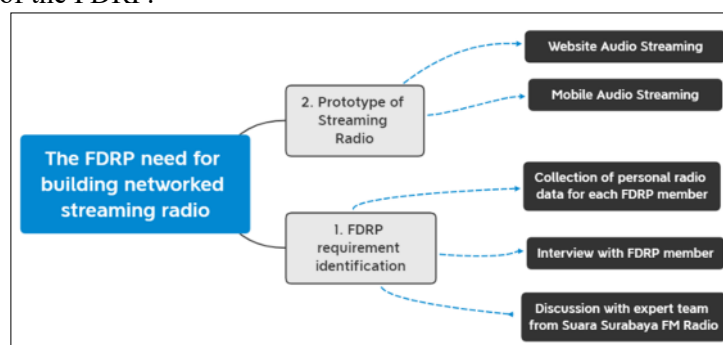 of the FDRP.
The FDRP need for
building networked
streaming radio
2. Prototype of
Streaming
Radio
Website Audio Streaming
Mobile Audio Streaming
1. FDRP
requirement
identification
Collection of personal radio
data for each FDRP member
Interview with FDRP member
Discussion with expert team
from Suara Surabaya FM Radio